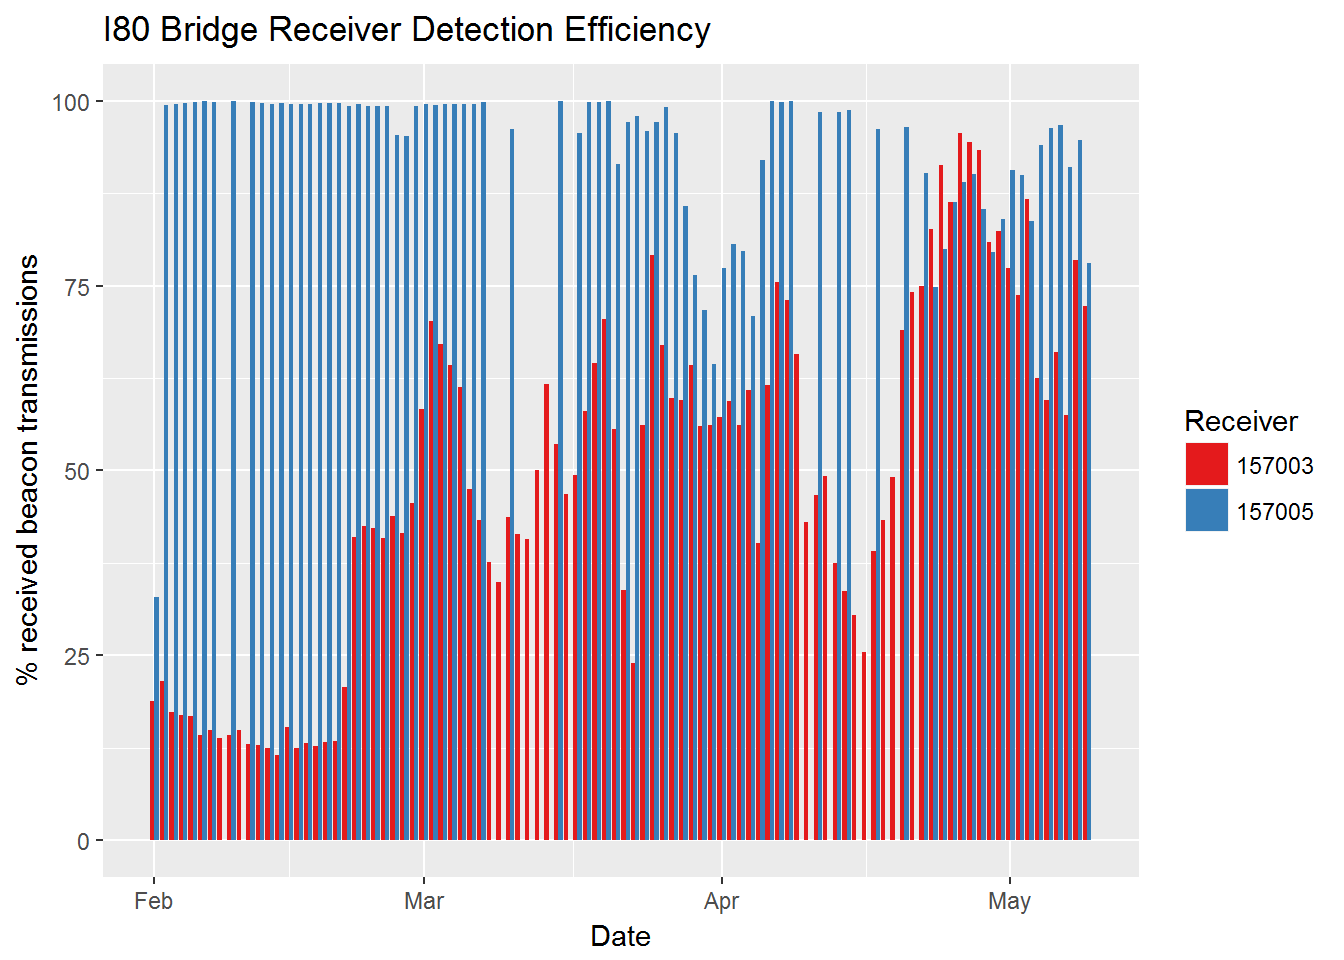 I80 Bridge Receiver Detection Efficiency
% received beacon transmissions
100
75
50
25
0
Feb
Mar
Apr
May
Date
Receiver
157003
157005